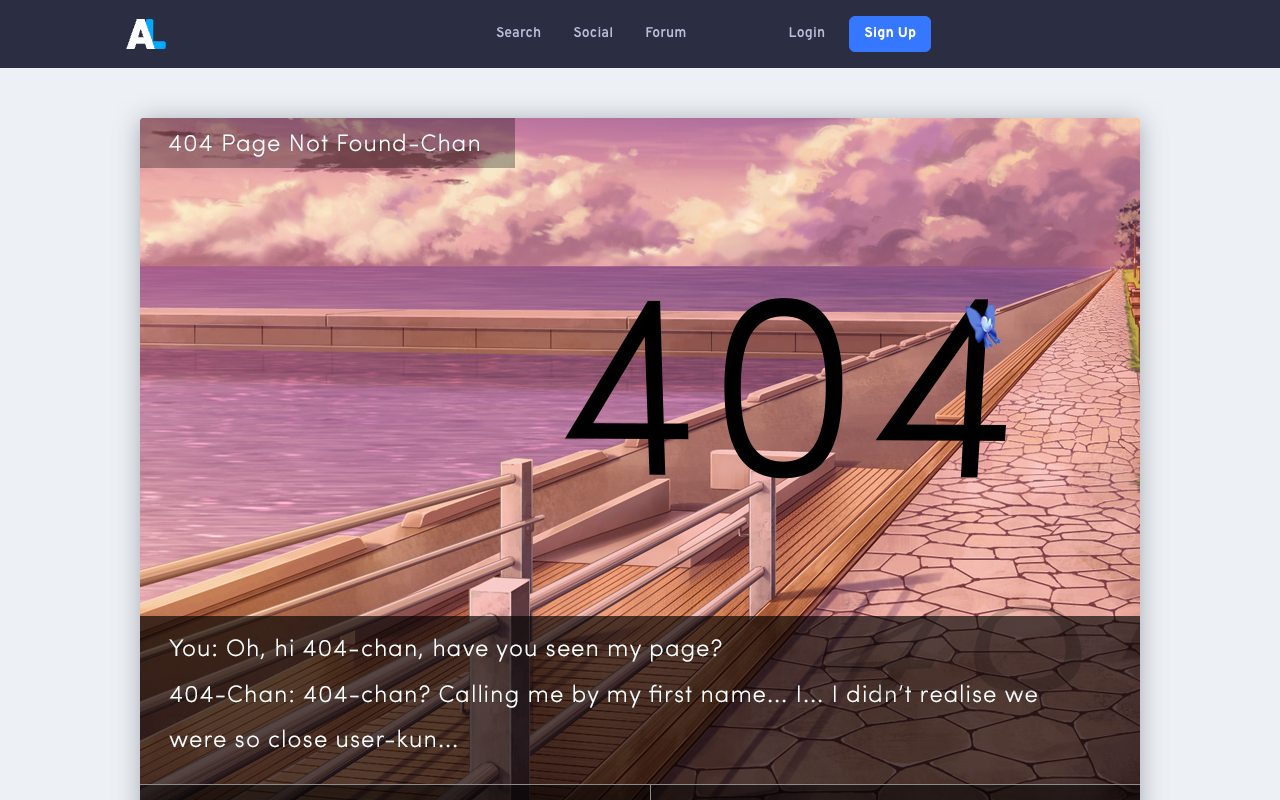 AL
Search Social Forum Login Sign Up
404 Page Not Found-Chan
404
You: Oh, hi 404-chan, have you seen my page?
404-Chan: 404-chan? Calling me by my first name... I... I didn't realise we
were so close user-kun...